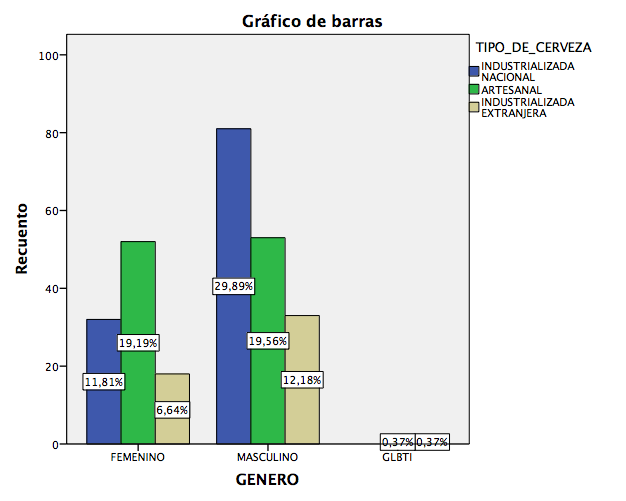 Gráfico de barras
TIPO_DE_CERVEZA
INDUSTRIALIZADA
NACIONAL
ARTESANAL
INDUSTRIALIZADA
EXTRANJERA
Recuento
100
80
60
40
20
0
11,81%
19,19%
6,64%
29,89%
19,56%
12,18%
0,37%
0,37%
FEMENINO
MASCULINO
GLBTI
GENERO